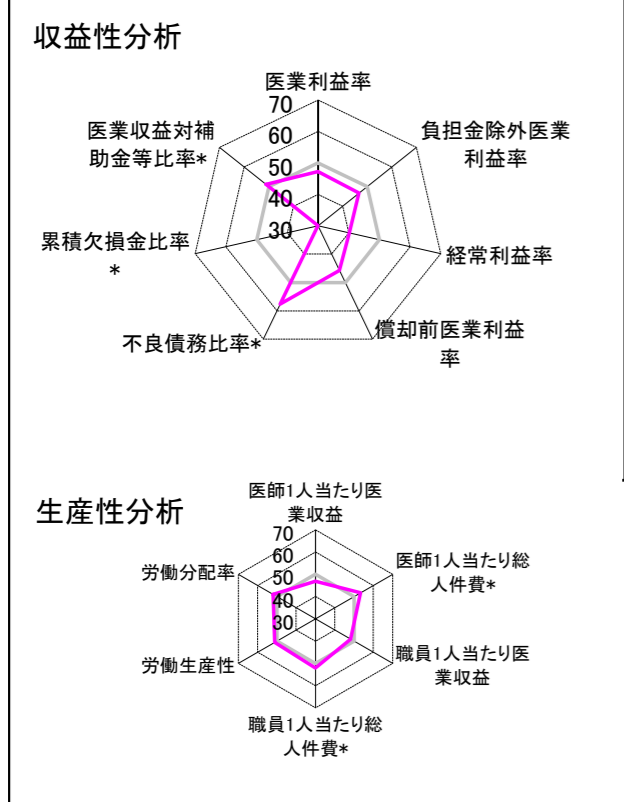 収益性分析
医業利益率
70
60
50
40
30
負担金除外医業
利益率
経常利益率
償却前医業利益
率
不良債務比率*
累積欠損金比率
*
医業収益対補
助金等比率*
生産性分析
医師1人当たり医
業収益
70
60
50
40
30
医師1人当たり総
人件費*
職員1人当たり医
業収益
職員1人当たり総
人件費*
労働生産性
労働分配率